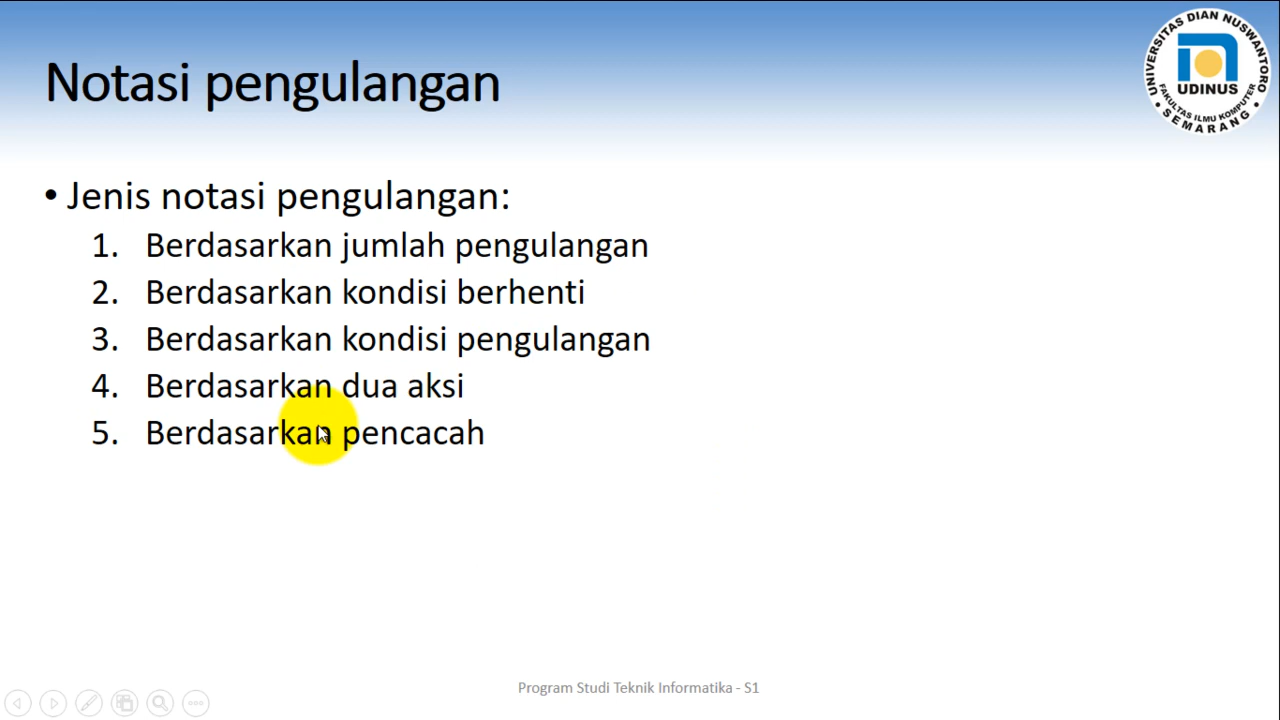 Notasi pengulangan
UNIVERSITAS DIAN NUSWANTORO
UDINUS
FAKULTAS ILMU KOMPUTER
• SEMARANG •
• Jenis notasi pengulangan:
1. Berdasarkan jumlah pengulangan
2. Berdasarkan kondisi berhenti
3. Berdasarkan kondisi pengulangan
4. Berdasarkan dua aksi
5. Berdasarkan pencacah
Program Studi Teknik Informatika - S1